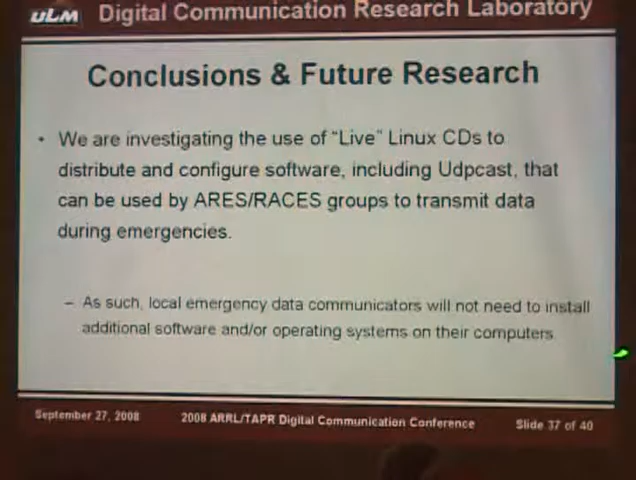 ULM Digital Communication Research Laboratory
Conclusions & Future Research
• We are investigating the use of "Live" Linux CDs to
distribute and configure software, including Udpcast, that
can be used by ARES/RACES groups to transmit data
during emergencies.
– As such, local emergency data communicators will not need to install
additional software and/or operating systems on their computers.
September 27, 2008 2008 ARRL/TAPR Digital Communication Conference Slide 37 of 40